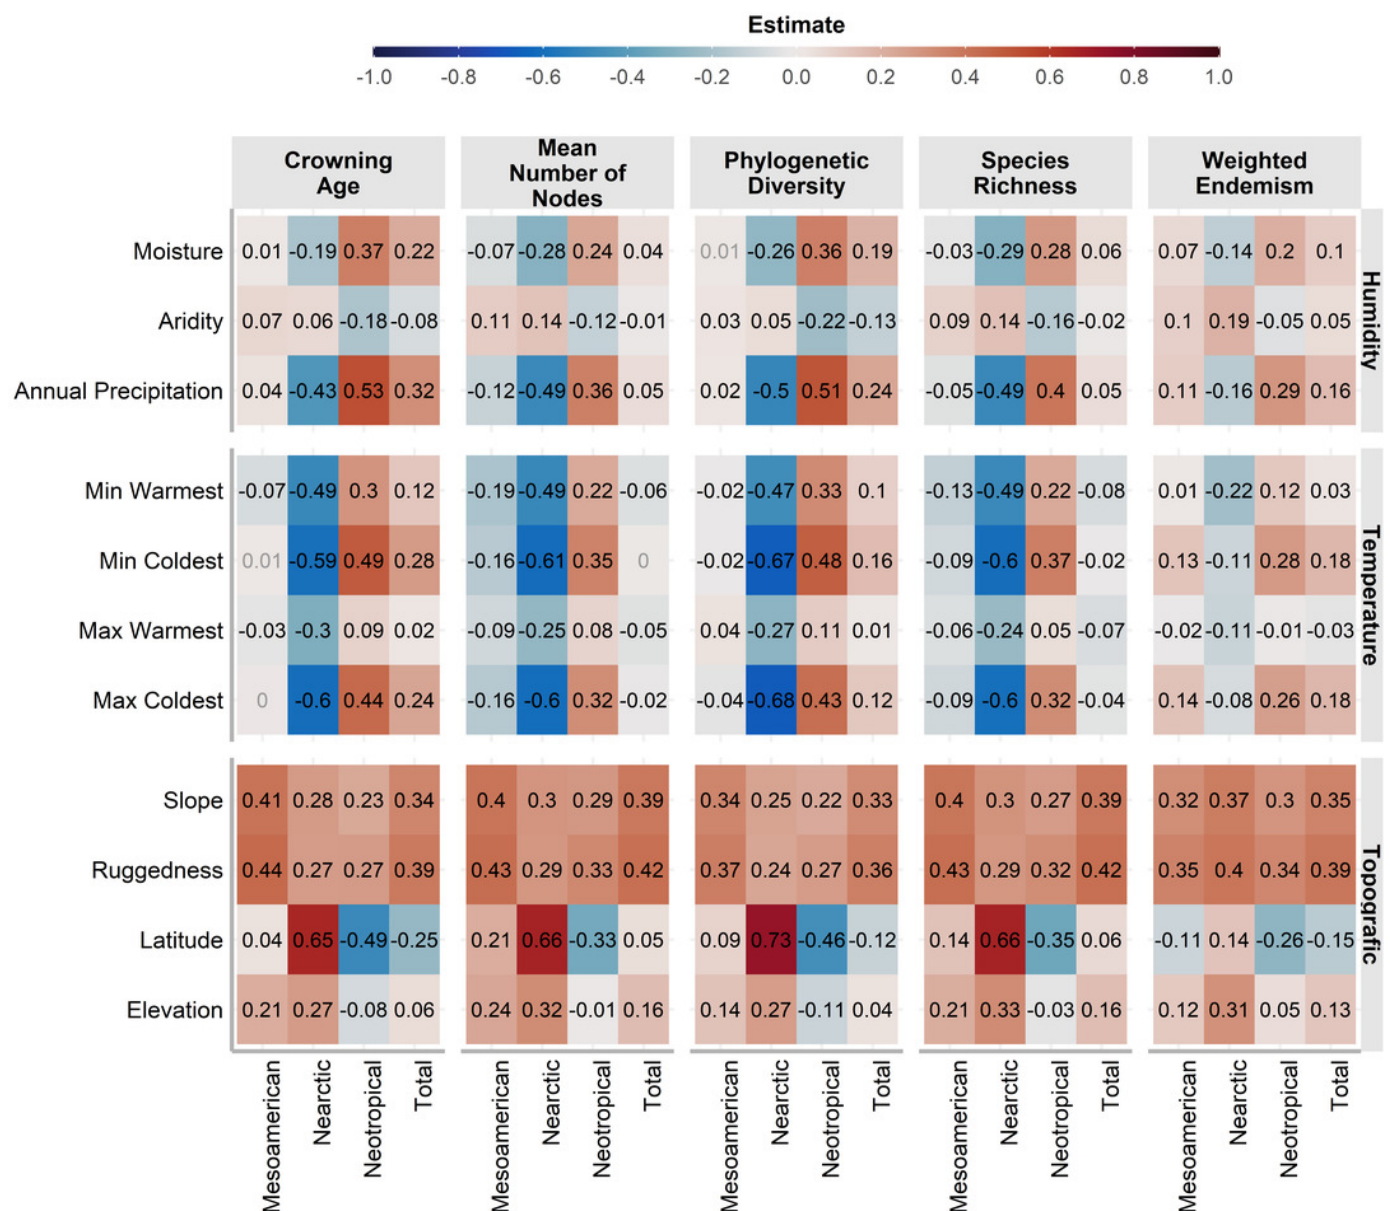 Estimate
-1.0 -0.8 -0.6 -0.4 -0.2 0.0 0.2 0.4 0.6 0.8 1.0
Crowning
Age
Mean
Number of
Nodes
Phylogenetic
Diversity
Species
Richness
Weighted
Endemism
Moisture 0.01 -0.19 0.37 0.22 -0.07 -0.28 0.24 0.04 0.01 -0.26 0.36 0.19 -0.03 -0.29 0.28 0.06 0.07 -0.14 0.2 0.1
Aridity 0.07 0.06 -0.18 -0.08 0.11 0.14 -0.12 -0.01 0.03 0.05 -0.22 -0.13 0.09 0.14 -0.16 -0.02 0.1 0.19 -0.05 0.05
Annual Precipitation 0.04 -0.43 0.53 0.32 -0.12 -0.49 0.36 0.05 0.02 -0.5 0.51 0.24 -0.05 -0.49 0.4 0.05 0.11 -0.16 0.29 0.16
Humidity
Min Warmest -0.07 -0.49 0.3 0.12 -0.19 -0.49 0.22 -0.06 -0.02 -0.47 0.33 0.1 -0.13 -0.49 0.22 -0.08 0.01 -0.22 0.12 0.03
Min Coldest 0.01 -0.59 0.49 0.28 -0.16 -0.61 0.35 0 -0.02 -0.67 0.48 0.16 -0.09 -0.6 0.37 -0.02 0.13 -0.11 0.28 0.18
Max Warmest -0.03 -0.3 0.09 0.02 -0.09 -0.25 0.08 -0.05 0.04 -0.27 0.11 0.01 -0.06 -0.24 0.05 -0.07 -0.02 -0.11 -0.01 -0.03
Max Coldest 0 -0.6 0.44 0.24 -0.16 -0.6 0.32 -0.02 -0.04 -0.68 0.43 0.12 -0.09 -0.6 0.32 -0.04 0.14 -0.08 0.26 0.18
Temperature
Slope 0.41 0.28 0.23 0.34 0.4 0.3 0.29 0.39 0.34 0.25 0.22 0.33 0.4 0.3 0.27 0.39 0.32 0.37 0.3 0.35
Ruggedness 0.44 0.27 0.27 0.39 0.43 0.29 0.33 0.42 0.37 0.24 0.27 0.36 0.43 0.29 0.32 0.42 0.35 0.4 0.34 0.39
Latitude 0.04 0.65 -0.49 -0.25 0.21 0.66 -0.33 0.05 0.09 0.73 -0.46 -0.12 0.14 0.66 -0.35 0.06 -0.11 0.14 -0.26 -0.15
Elevation 0.21 0.27 -0.08 0.06 0.24 0.32 -0.01 0.16 0.14 0.27 -0.11 0.04 0.21 0.33 -0.03 0.16 0.12 0.31 0.05 0.13
Topografic
Mesoamerican Nearctic Neotropical Total Mesoamerican Nearctic Neotropical Total Mesoamerican Nearctic Neotropical Total Mesoamerican Nearctic Neotropical Total Mesoamerican Nearctic Neotropical Total